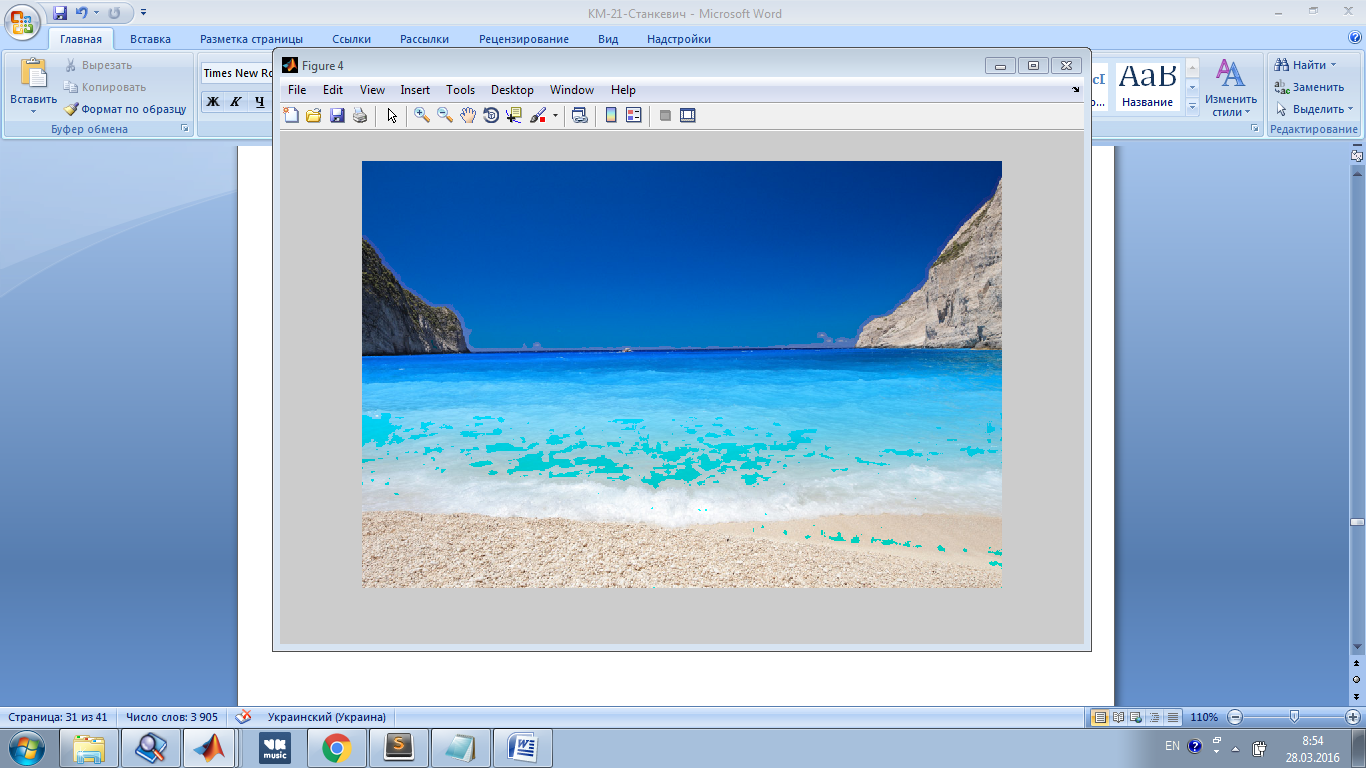 КМ-21-Станкевич - Microsoft Word
Главная Вставка Разметка страницы Ссылки Рассылки Рецензирование Вид Надстройки
Вставить
Вырезать
Копировать
Формат по образцу
Буфер обмена
Times New Ro
Ж К Ч
Figure 4
File Edit View Insert Tools Desktop Window Help
АаВ
Название
Изменить
стили
Найти
Заменить
Выделить
Редактирование
Страница: 31 из 41 Число слов: 3 905 Украинский (Украина) 110%
music
EN 8:54
28.03.2016